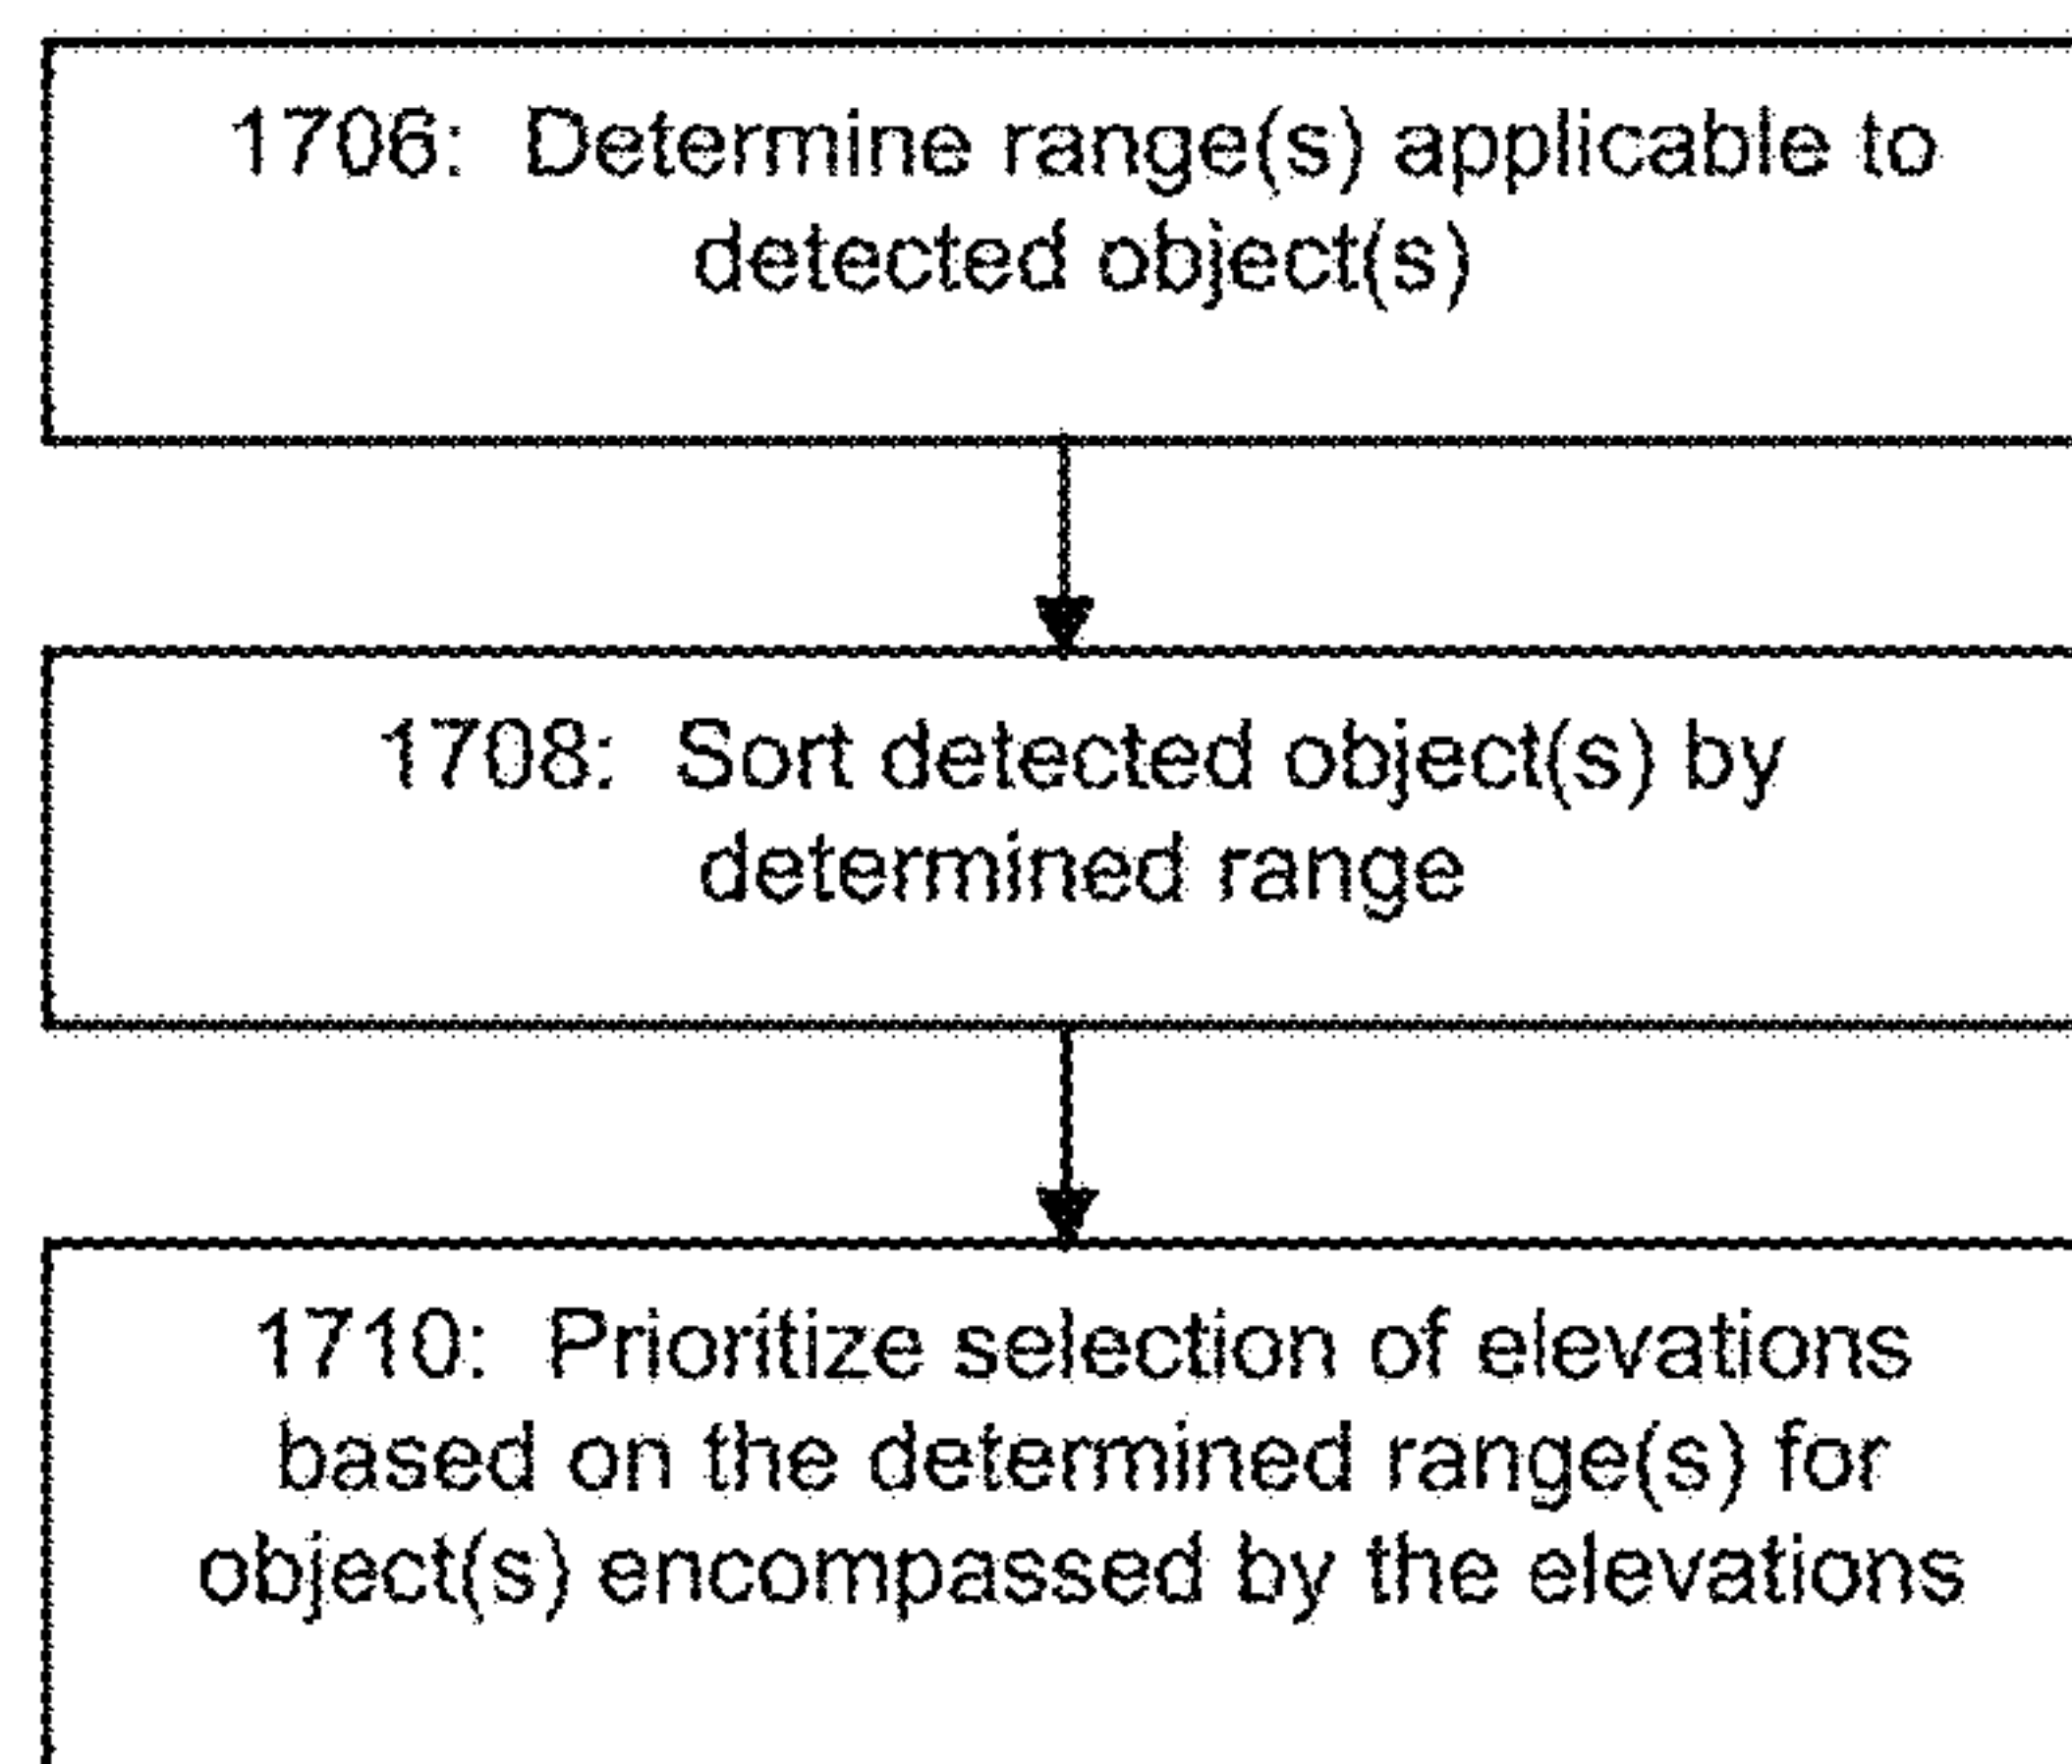 1706: Determine range(s) applicable to
detected object(s)
1708: Sort detected object(s) by
determined range
1710: Prioritize selection of elevations
based on the determined range(s) for
object(s) encompassed by the elevations